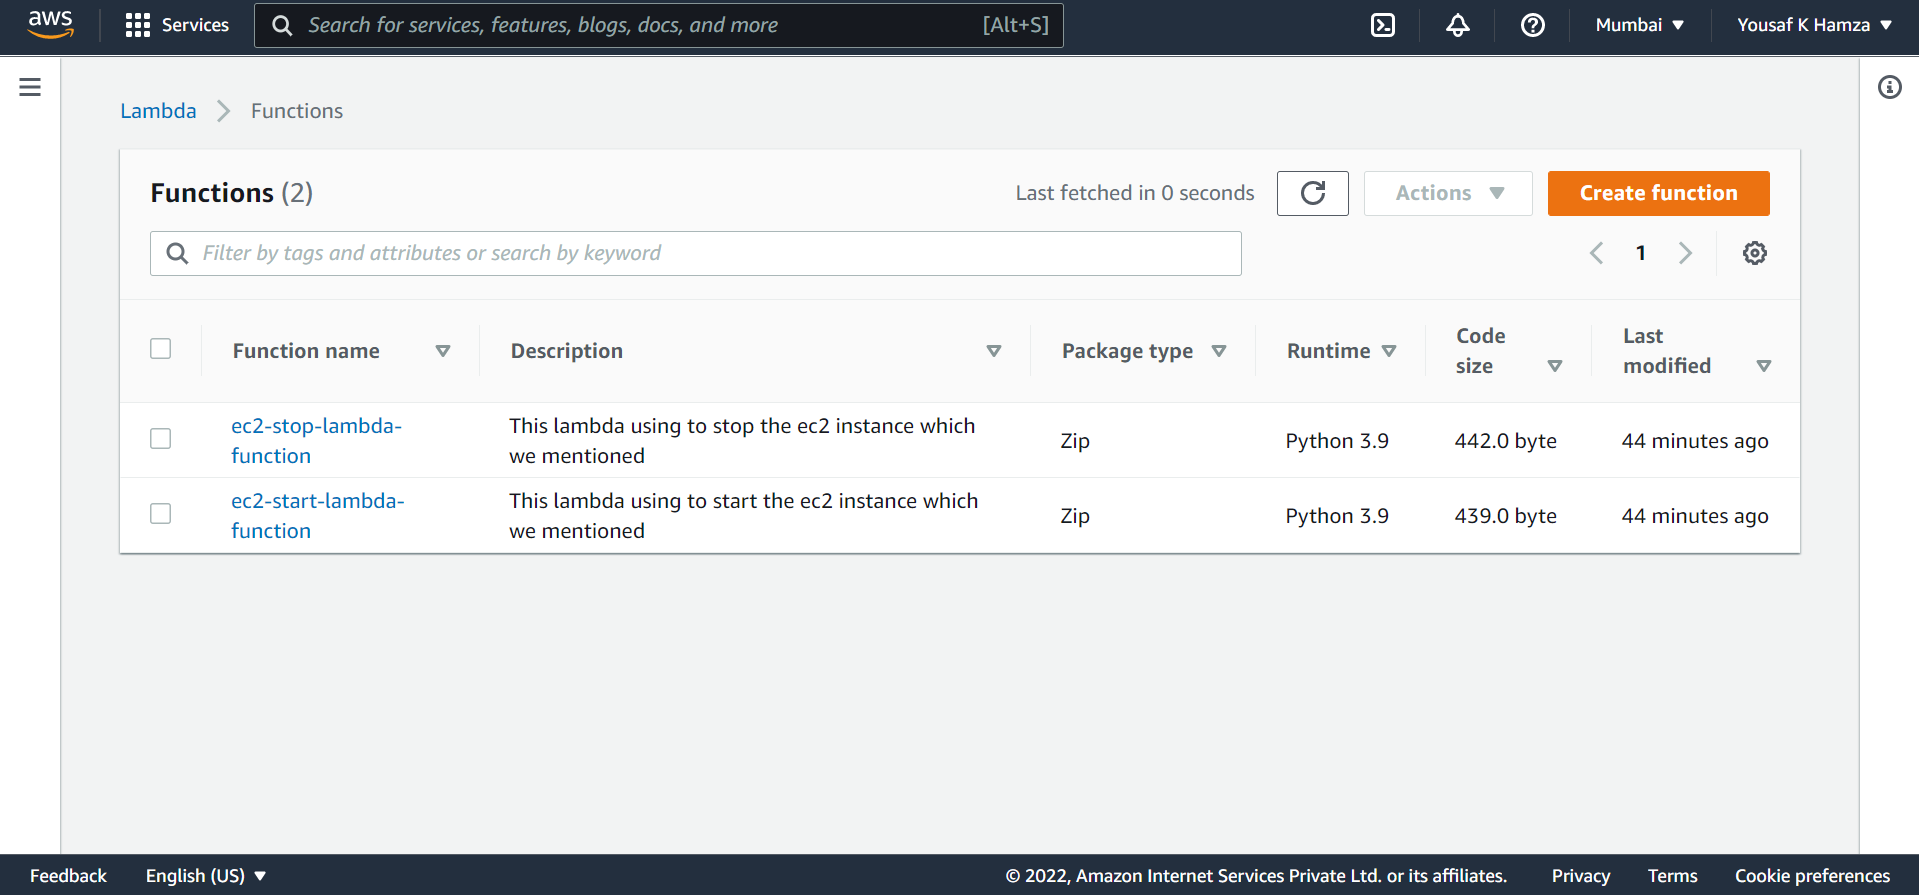 aws
Services
Search for services, features, blogs, docs, and more
[Alt+S]
Mumbai
Yousaf K Hamza
Lambda
Functions
Functions (2)
Last fetched in 0 seconds
Actions
Create function
Filter by tags and attributes or search by keyword
1
Function name
Description
Package type
Runtime
Code
size
Last
modified
ec2-stop-lambda-
function
This lambda using to stop the ec2 instance which
we mentioned
Zip
Python 3.9
442.0 byte
44 minutes ago
ec2-start-lambda-
function
This lambda using to start the ec2 instance which
we mentioned
Zip
Python 3.9
439.0 byte
44 minutes ago
Feedback
English (US)
© 2022, Amazon Internet Services Private Ltd. or its affiliates.
Privacy
Terms
Cookie preferences